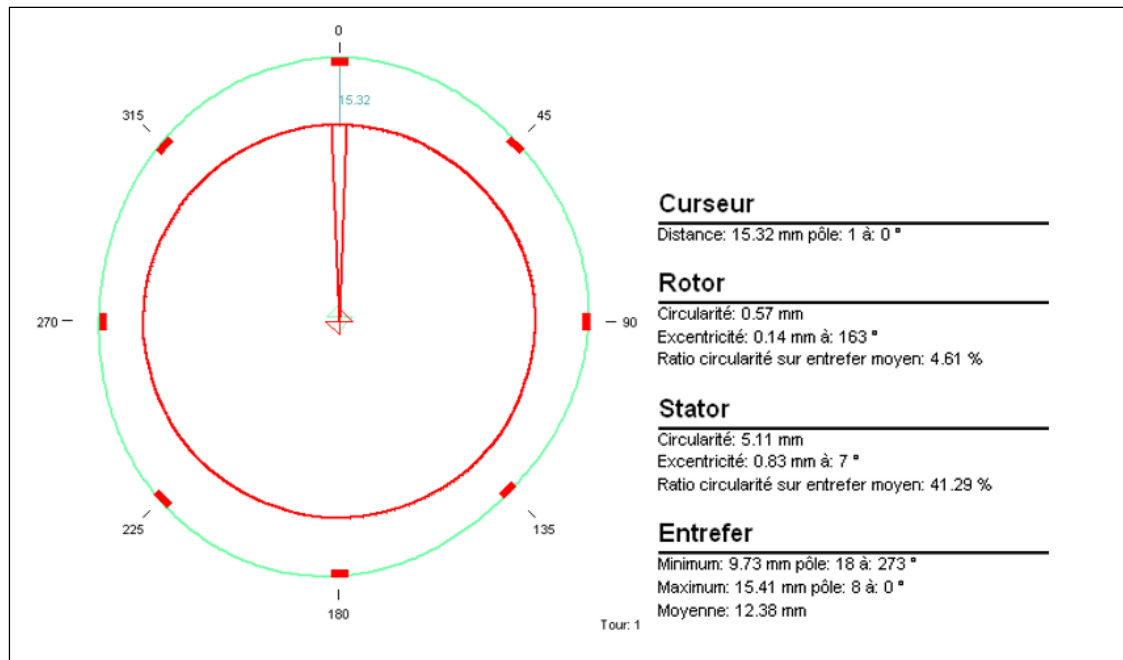 0
15.32
315
45
270
90
225
135
180
Tour: 1
Curseur
Distance: 15.32 mm pôle: 1 à: 0 °
Rotor
Circularité: 0.57 mm
Excentricité: 0.14 mm à: 163 °
Ratio circularité sur entrefer moyen: 4.61 %
Stator
Circularité: 5.11 mm
Excentricité: 0.83 mm à: 7 °
Ratio circularité sur entrefer moyen: 41.29 %
Entrefer
Minimum: 9.73 mm pôle: 18 à: 273 °
Maximum: 15.41 mm pôle: 8 à: 0 °
Moyenne: 12.38 mm